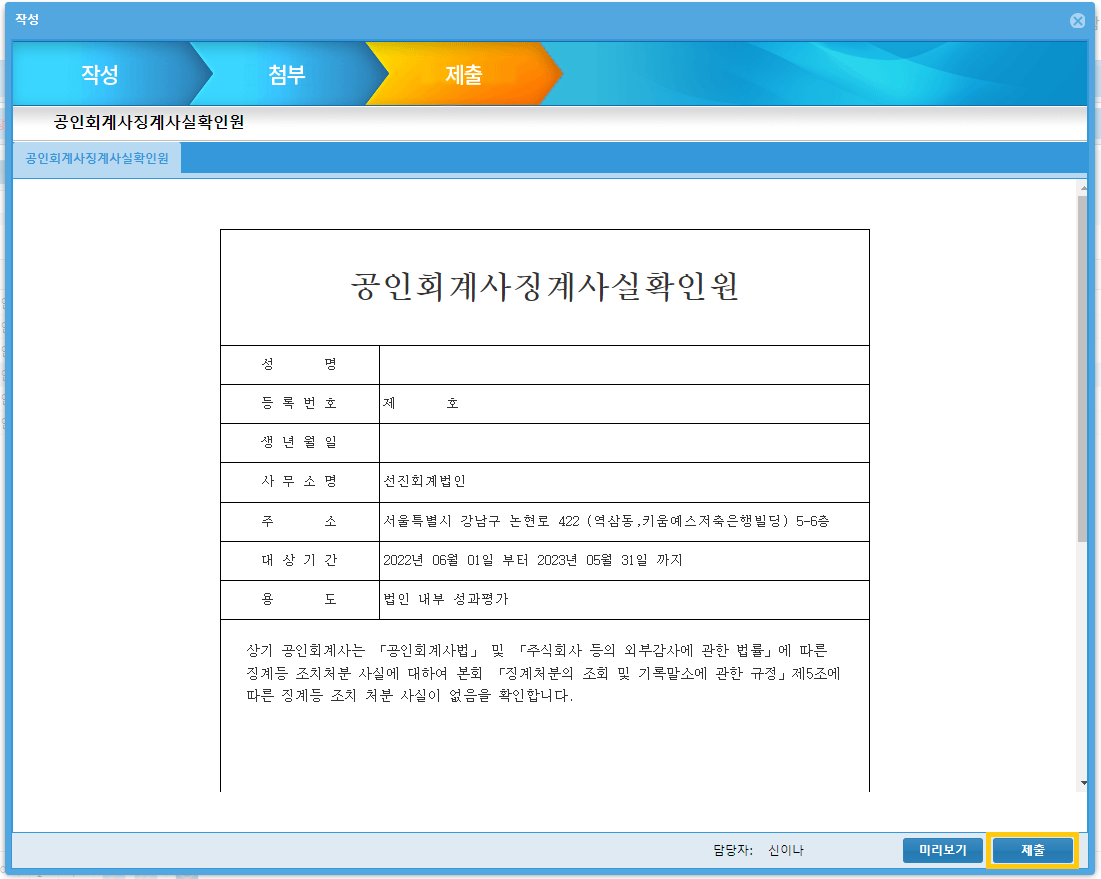 작성
작성 첨부 제출
공인회계사징계사실확인원
공인회계사징계사실확인원
공인회계사징계사실확인원
성 명
등 록 번 호 제 호
생 년 월 일
사 무 소 명 선진회계법인
주 소 서울특별시 강남구 논현로 422 (역삼동,키움예스저축은행빌딩) 5-6층
대 상 기 간 2022년 06월 01일 부터 2023년 05월 31일 까지
용 도 법인 내부 성과평가
상기 공인회계사는 「공인회계사법」 및 「주식회사 등의 외부감사에 관한 법률」에 따른
징계등 조치처분 사실에 대하여 본회 「징계처분의 조회 및 기록말소에 관한 규정」제5조에
따른 징계등 조치 처분 사실이 없음을 확인합니다.
담당자: 신이나 미리보기 제출